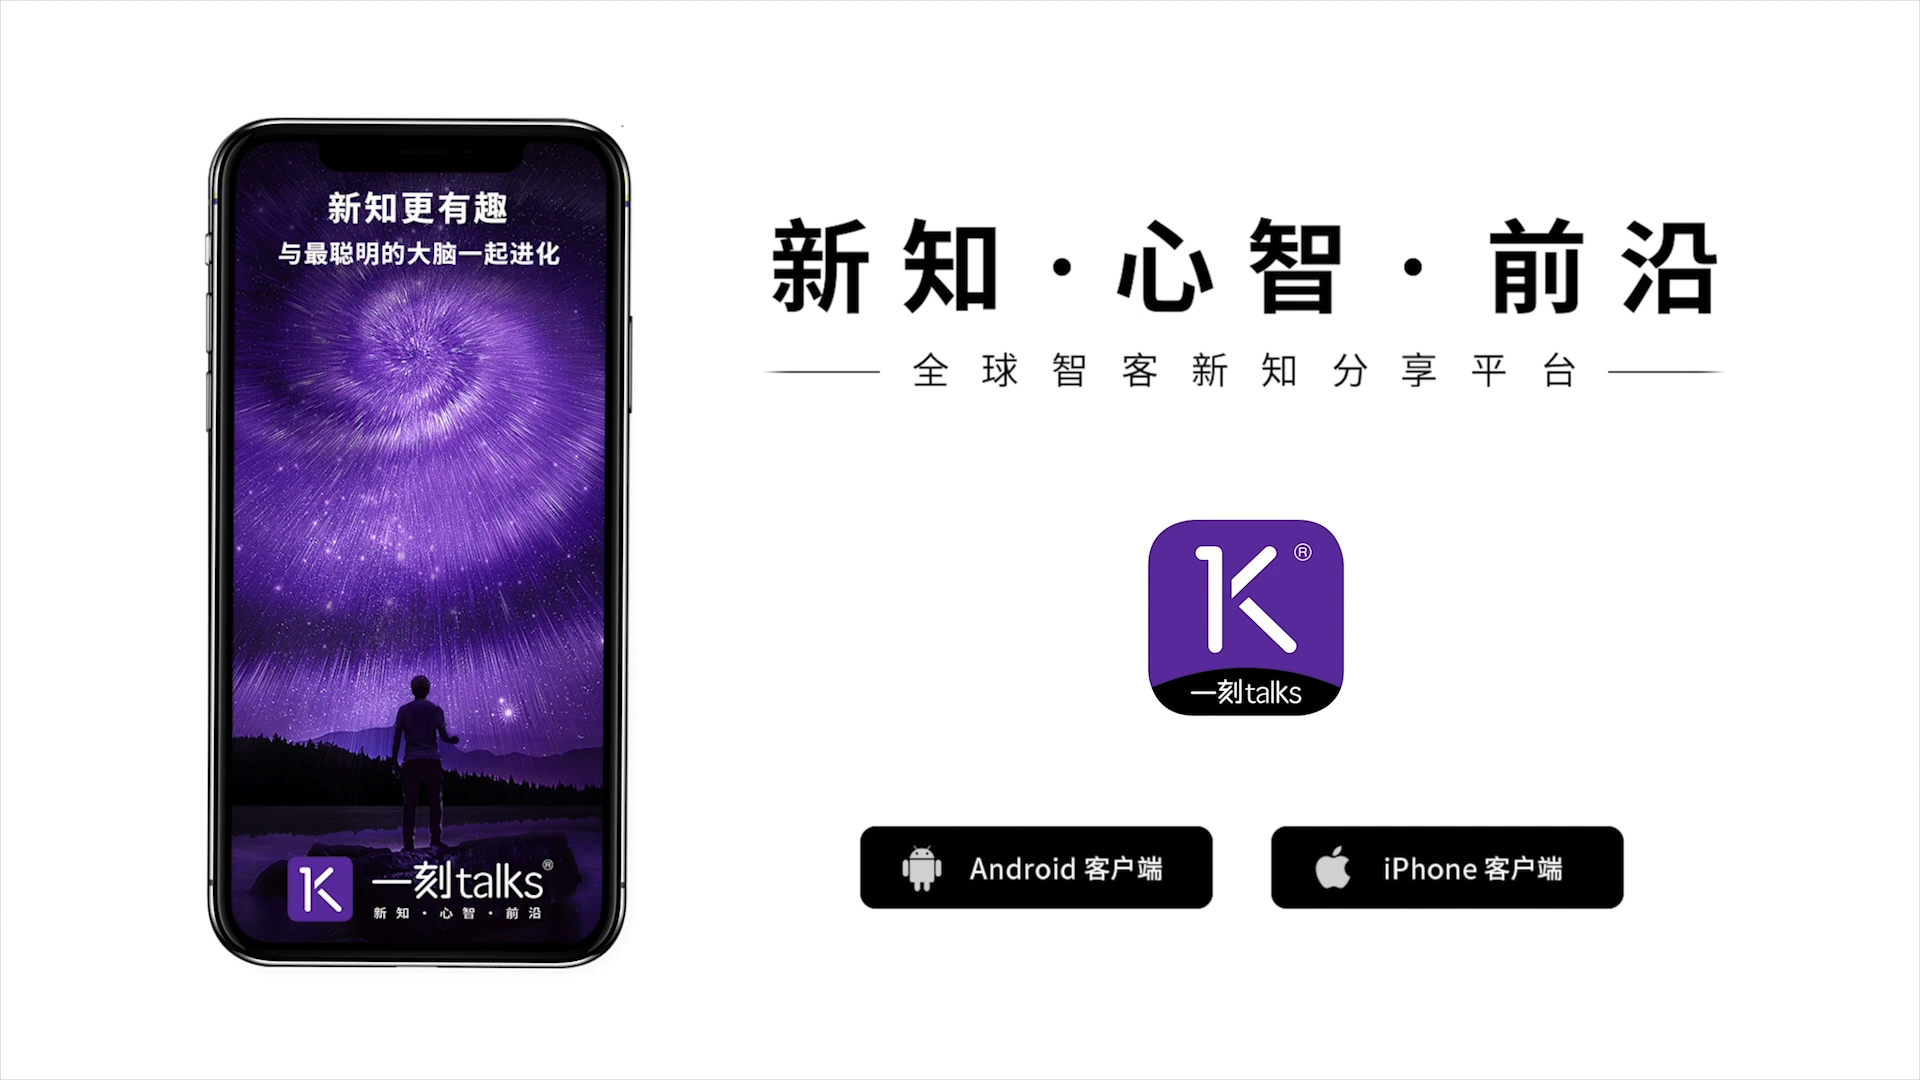 新知更有趣
与最聪明的大脑一起进化
一刻talks®
新知·心智·前沿
新知·心智·前沿
全球智客新知分享平台
1K®
一刻talks
Android 客户端
iPhone 客户端